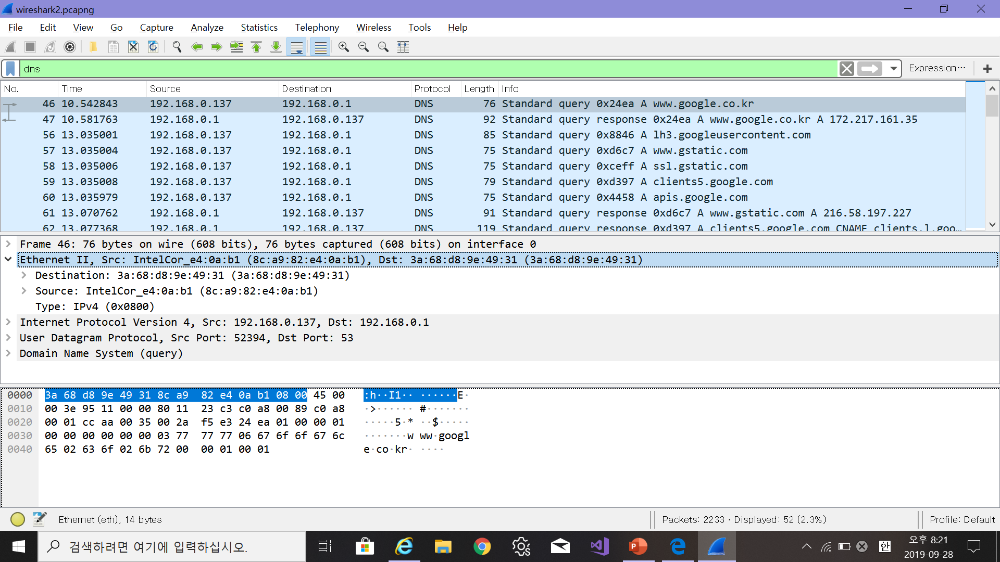 wireshark2.pcapng
File Edit View Go Capture Analyze Statistics Telephony Wireless Tools Help
dns Expression… +
No. Time Source Destination Protocol Length Info
46 10.542843 192.168.0.137 192.168.0.1 DNS 76 Standard query 0x24ea A www.google.co.kr
47 10.581763 192.168.0.1 192.168.0.137 DNS 92 Standard query response 0x24ea A www.google.co.kr A 172.217.161.35
56 13.035001 192.168.0.137 192.168.0.1 DNS 85 Standard query 0x8846 A lh3.googleusercontent.com
57 13.035004 192.168.0.137 192.168.0.1 DNS 75 Standard query 0xd6c7 A www.gstatic.com
58 13.035006 192.168.0.137 192.168.0.1 DNS 75 Standard query 0xceff A ssl.gstatic.com
59 13.035008 192.168.0.137 192.168.0.1 DNS 79 Standard query 0xd397 A clients5.google.com
60 13.035979 192.168.0.137 192.168.0.1 DNS 75 Standard query 0x4458 A apis.google.com
61 13.070762 192.168.0.1 192.168.0.137 DNS 91 Standard query response 0xd6c7 A www.gstatic.com A 216.58.197.227
62 13.077368 192.168.0.1 192.168.0.137 DNS 119 Standard query response 0xd397 A clients5.google.com CNAME clients.l.goo…
Frame 46: 76 bytes on wire (608 bits), 76 bytes captured (608 bits) on interface 0
Ethernet II, Src: IntelCor_e4:0a:b1 (8c:a9:82:e4:0a:b1), Dst: 3a:68:d8:9e:49:31 (3a:68:d8:9e:49:31)
Destination: 3a:68:d8:9e:49:31 (3a:68:d8:9e:49:31)
Source: IntelCor_e4:0a:b1 (8c:a9:82:e4:0a:b1)
Type: IPv4 (0x0800)
Internet Protocol Version 4, Src: 192.168.0.137, Dst: 192.168.0.1
User Datagram Protocol, Src Port: 52394, Dst Port: 53
Domain Name System (query)
0000 3a 68 d8 9e 49 31 8c a9 82 e4 0a b1 08 00 45 00 :h··I1·· ······E·
0010 00 3e 95 11 00 00 80 11 23 c3 c0 a8 00 89 c0 a8 ·>······ #·······
0020 00 01 cc aa 00 35 00 2a f5 e3 24 ea 01 00 00 01 ·····5·* ··$·····
0030 00 00 00 00 00 00 03 77 77 77 06 67 6f 6f 67 6c ·······w ww·googl
0040 65 02 63 6f 02 6b 72 00 00 01 00 01 e·co·kr· ····
Ethernet (eth), 14 bytes Packets: 2233 · Displayed: 52 (2.3%) Profile: Default
검색하려면 여기에 입력하십시오. 한 오후 8:21
2019-09-28